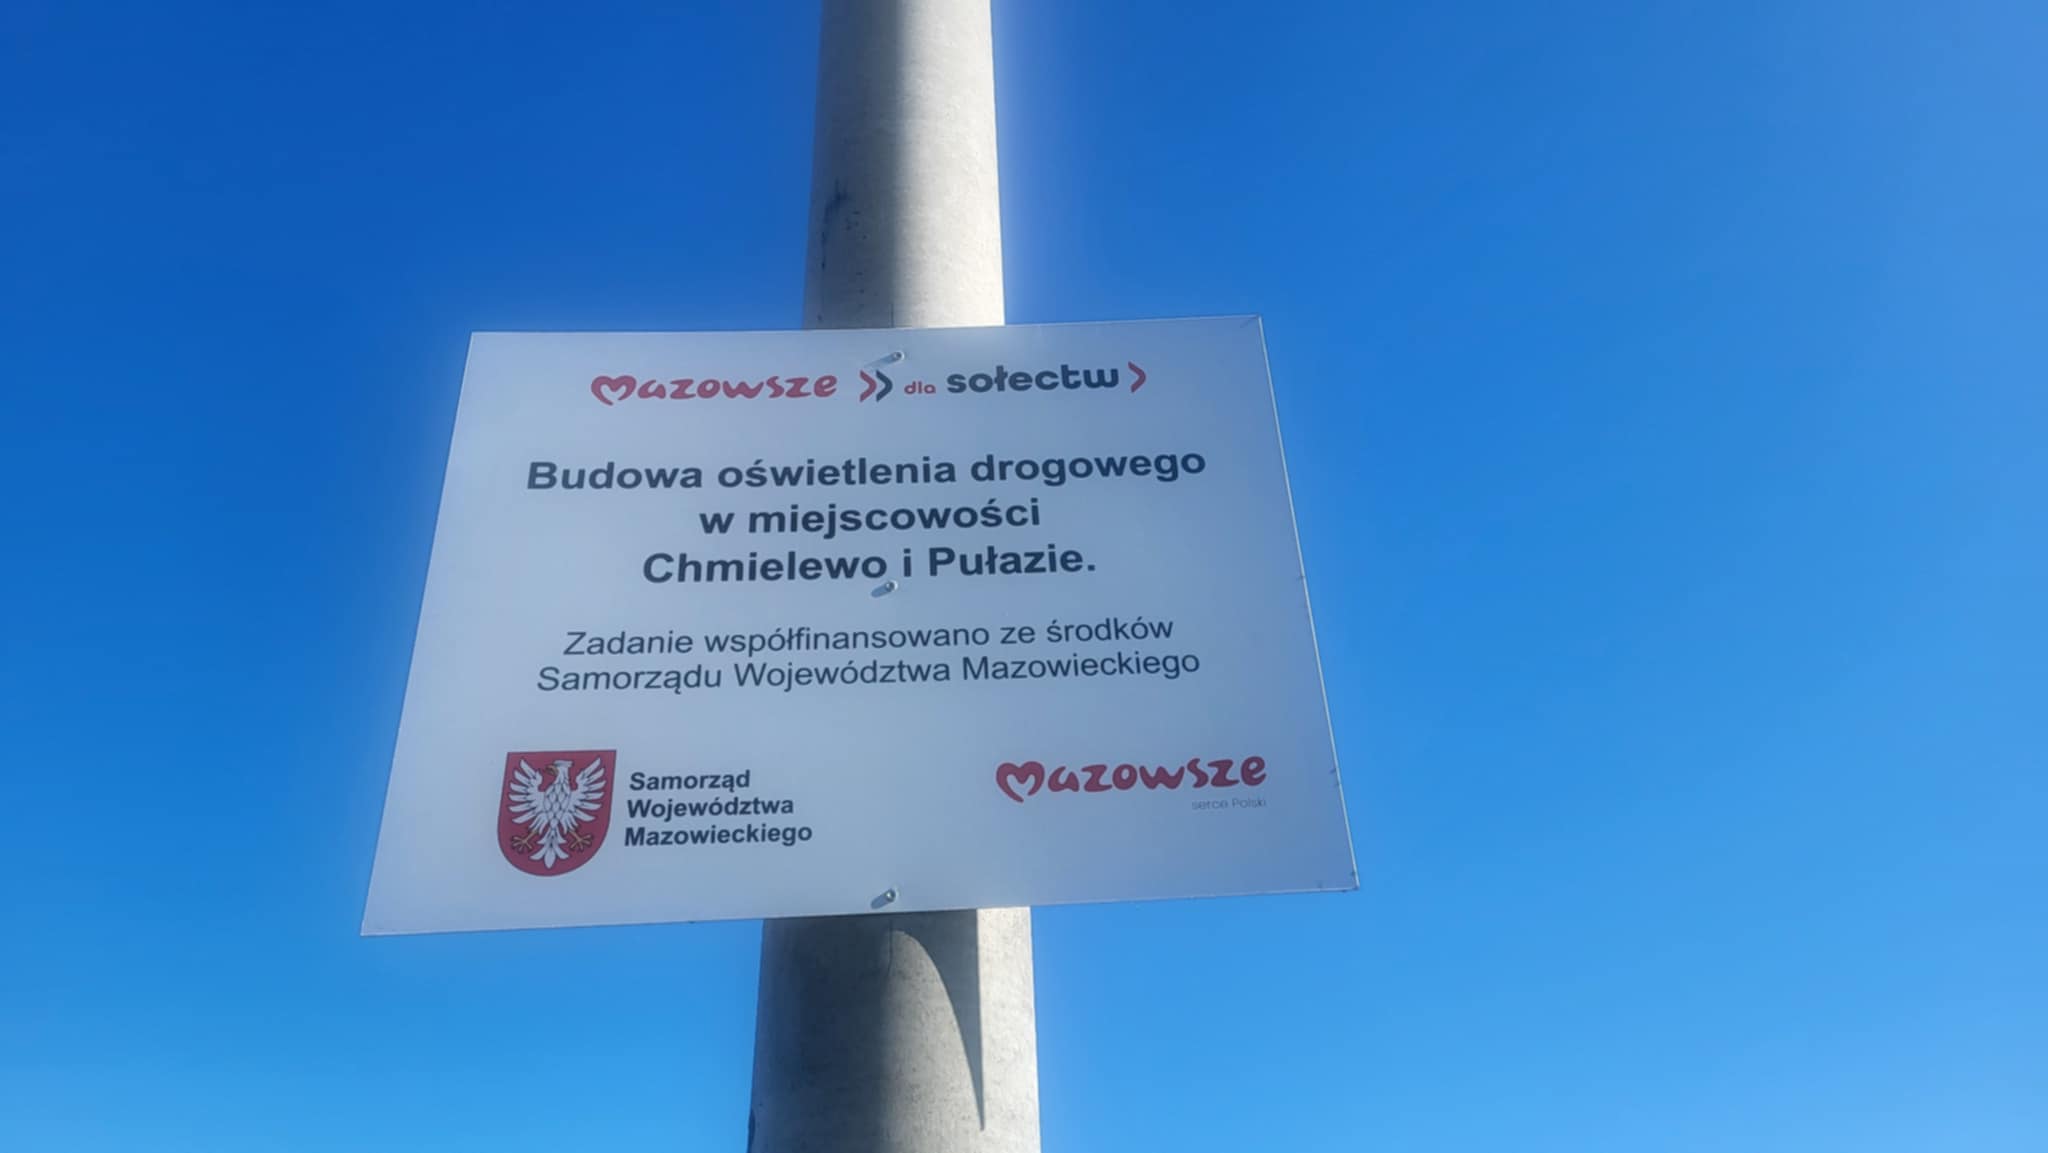 mazowsze dla sołectw
Budowa oświetlenia drogowego
w miejscowości
Chmielewo i Pułazie.
Zadanie współfinansowano ze środków
Samorządu Województwa Mazowieckiego
Samorząd
Województwa
Mazowieckiego
mazowsze
serce Polski